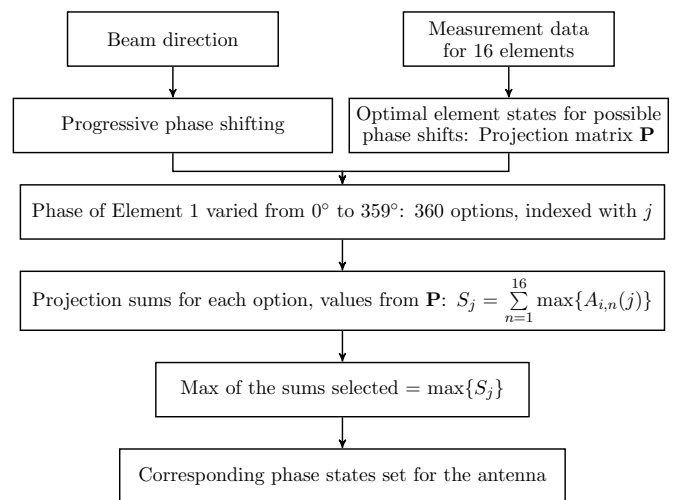 Beam direction
Measurement data
for 16 elements
Progressive phase shifting
Optimal element states for possible
phase shifts: Projection matrix P
Phase of Element 1 varied from 0° to 359°: 360 options, indexed with j
Projection sums for each option, values from P: S_j = \sum_{n=1}^{16} max{A_{i,n}(j)}
Max of the sums selected = max{S_j}
Corresponding phase states set for the antenna